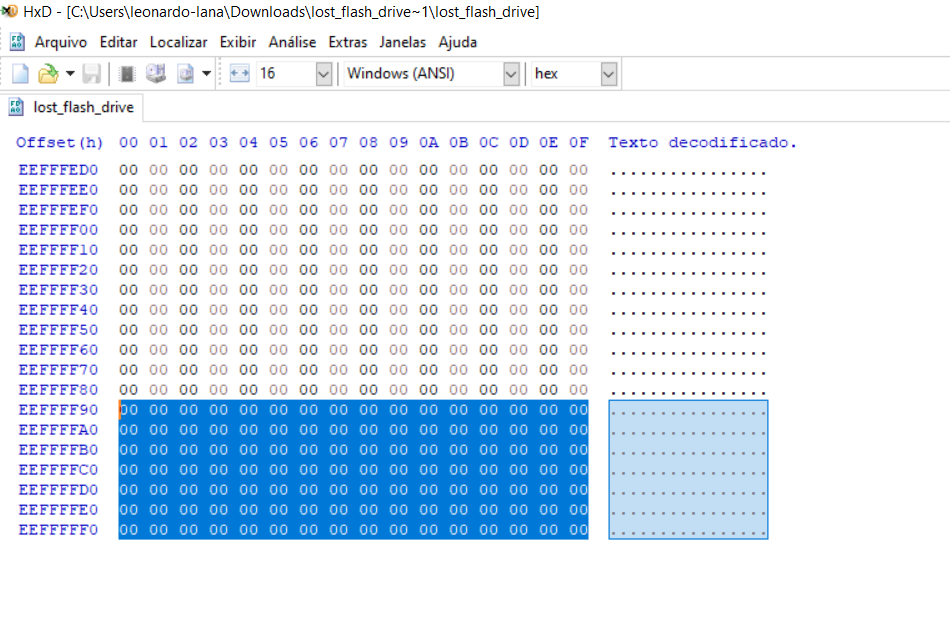 HxD - [C:\Users\leonardo-lana\Downloads\lost_flash_drive~1\lost_flash_drive]
Arquivo Editar Localizar Exibir Análise Extras Janelas Ajuda
16 Windows (ANSI) hex
lost_flash_drive
Offset(h) 00 01 02 03 04 05 06 07 08 09 0A 0B 0C 0D 0E 0F Texto decodificado.
EEFFFED0 00 00 00 00 00 00 00 00 00 00 00 00 00 00 00 00 ................
EEFFFEE0 00 00 00 00 00 00 00 00 00 00 00 00 00 00 00 00 ................
EEFFFEF0 00 00 00 00 00 00 00 00 00 00 00 00 00 00 00 00 ................
EEFFFF00 00 00 00 00 00 00 00 00 00 00 00 00 00 00 00 00 ................
EEFFFF10 00 00 00 00 00 00 00 00 00 00 00 00 00 00 00 00 ................
EEFFFF20 00 00 00 00 00 00 00 00 00 00 00 00 00 00 00 00 ................
EEFFFF30 00 00 00 00 00 00 00 00 00 00 00 00 00 00 00 00 ................
EEFFFF40 00 00 00 00 00 00 00 00 00 00 00 00 00 00 00 00 ................
EEFFFF50 00 00 00 00 00 00 00 00 00 00 00 00 00 00 00 00 ................
EEFFFF60 00 00 00 00 00 00 00 00 00 00 00 00 00 00 00 00 ................
EEFFFF70 00 00 00 00 00 00 00 00 00 00 00 00 00 00 00 00 ................
EEFFFF80 00 00 00 00 00 00 00 00 00 00 00 00 00 00 00 00 ................
EEFFFF90 00 00 00 00 00 00 00 00 00 00 00 00 00 00 00 00 ................
EEFFFFA0 00 00 00 00 00 00 00 00 00 00 00 00 00 00 00 00 ................
EEFFFFB0 00 00 00 00 00 00 00 00 00 00 00 00 00 00 00 00 ................
EEFFFFC0 00 00 00 00 00 00 00 00 00 00 00 00 00 00 00 00 ................
EEFFFFD0 00 00 00 00 00 00 00 00 00 00 00 00 00 00 00 00 ................
EEFFFFE0 00 00 00 00 00 00 00 00 00 00 00 00 00 00 00 00 ................
EEFFFFF0 00 00 00 00 00 00 00 00 00 00 00 00 00 00 00 00 ................